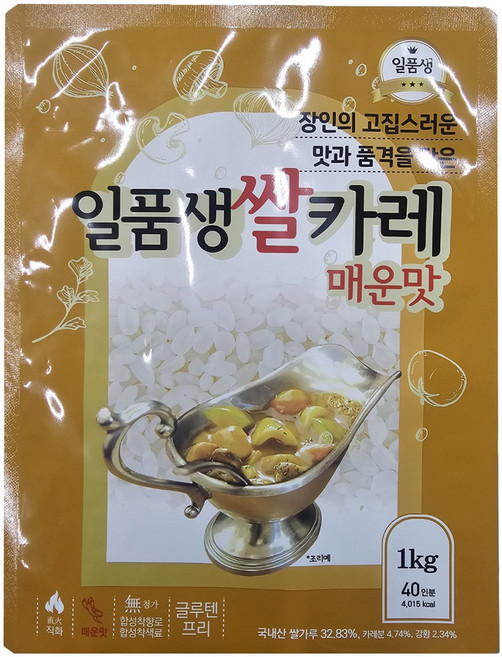 일품생
장인의 고집스러운
맛과 품격을 담은
일품생쌀카레
매운맛
*조리예
1kg
40인분
4,015 kcal
直火
직화
매운맛
無첨가
합성착향료
합성착색료
글루텐
프리
국내산 쌀가루 32.83%, 카레분 4.74%, 강황 2.34%